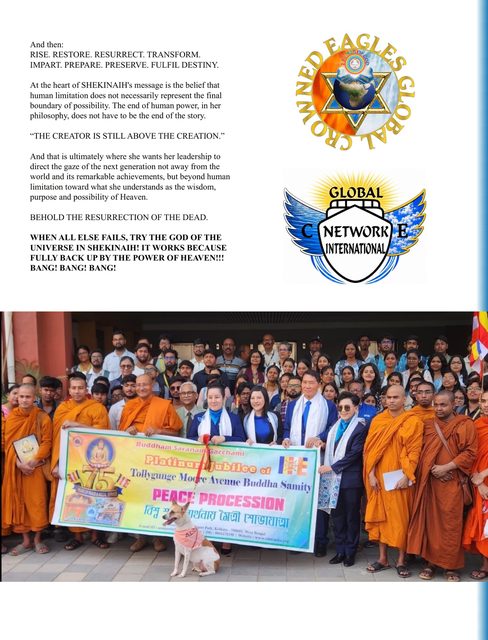 And then:
RISE. RESTORE. RESURRECT. TRANSFORM.
IMPART. PREPARE. PRESERVE. FULFIL DESTINY.
At the heart of SHEKINAIH's message is the belief that
human limitation does not necessarily represent the final
boundary of possibility. The end of human power, in her
philosophy, does not have to be the end of the story.
“THE CREATOR IS STILL ABOVE THE CREATION.”
And that is ultimately where she wants her leadership to
direct the gaze of the next generation not away from the
world and its remarkable achievements, but beyond human
limitation toward what she understands as the wisdom,
purpose and possibility of Heaven.
BEHOLD THE RESURRECTION OF THE DEAD.
WHEN ALL ELSE FAILS, TRY THE GOD OF THE
UNIVERSE IN SHEKINAIH! IT WORKS BECAUSE
FULLY BACK UP BY THE POWER OF HEAVEN!!!
BANG! BANG! BANG!
CROWNED EAGLES GLOBAL
GLOBAL
C NETWORK E
INTERNATIONAL
Buddham Saranam Gacchami
Platinum Jubilee of
Tollygunge Moore Avenue Buddha Samity
75
PEACE PROCESSION
বিশ্ব মৈত্রী শোভাযাত্রা